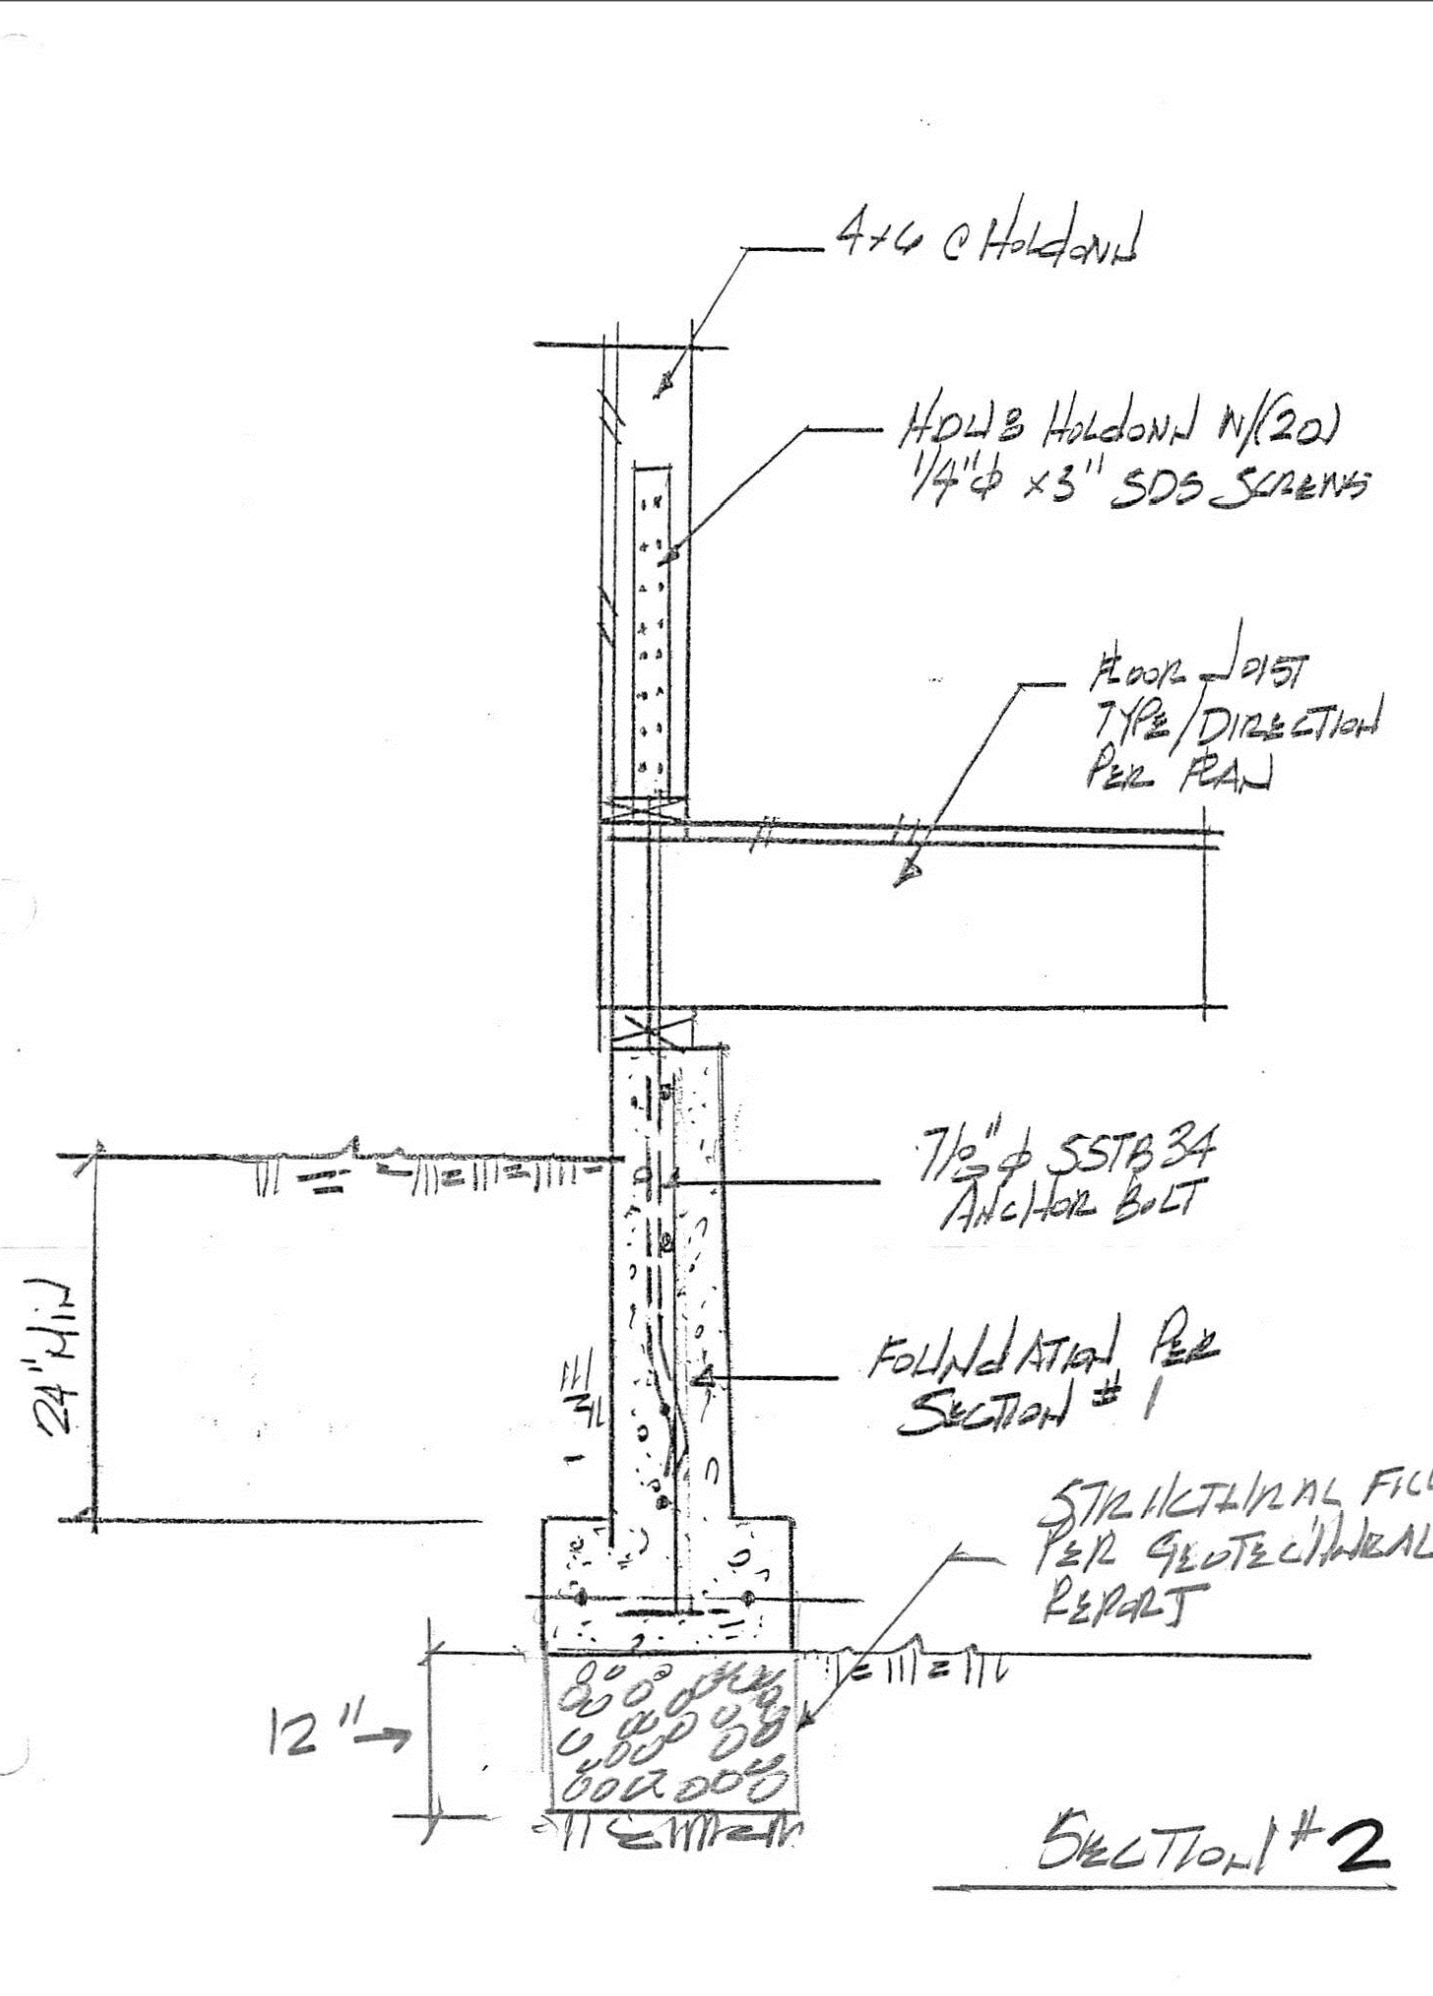 4x6 @ HOLDOWN
HDU8 HOLDOWN W/(20)
1/4"ϕ x3" SDS SCREWS
FLOOR JOIST
TYPE/DIRECTION
PER PLAN
7/8"ϕ SSTB34
ANCHOR BOLT
24" MIN
FOUNDATION PER
SECTION #1
STRUCTURAL FILL
PER GEOTECHNICAL
REPORT
12"
SECTION #2